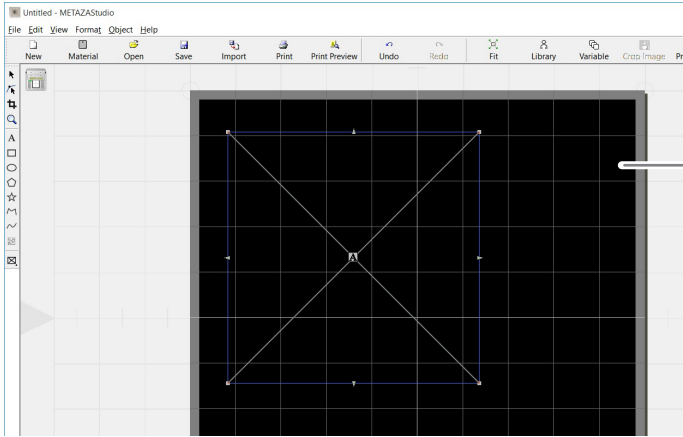 Untitled - METAZAStudio
File Edit View Format Object Help
New Material Open Save Import Print Print Preview Undo Redo Fit Library Variable Crop Image Pr
A
A